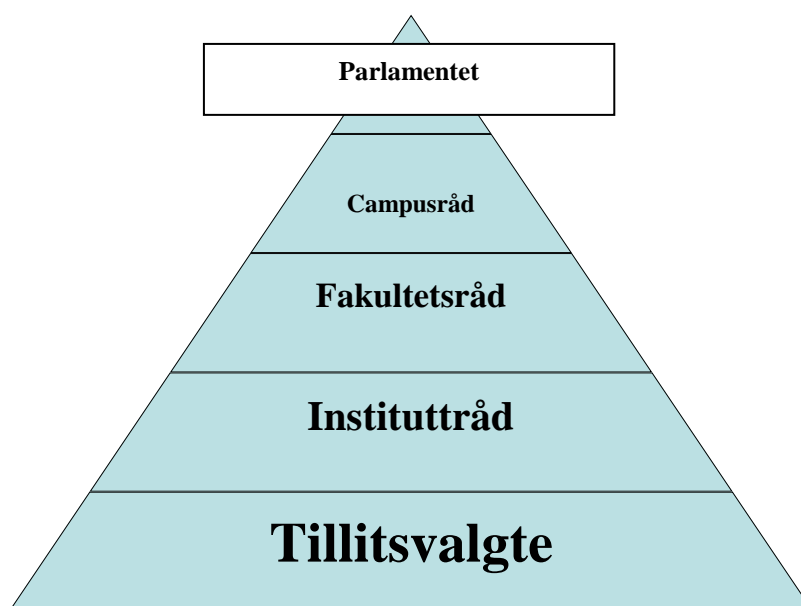 Parlamentet
Campusråd
Fakultetsråd
Instituttråd
Tillitsvalgte